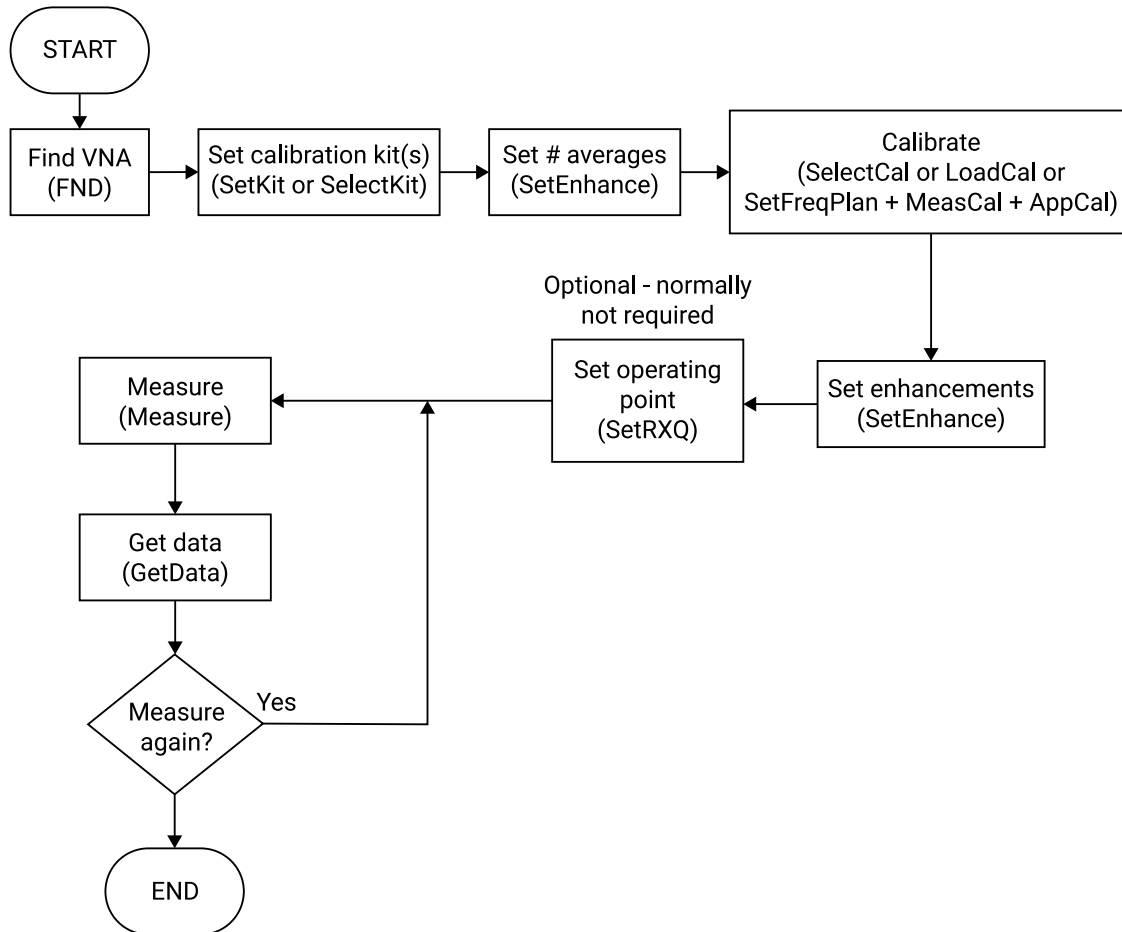 START
Find VNA
(FND)
Set calibration kit(s)
(SetKit or SelectKit)
Set # averages
(SetEnhance)
Calibrate
(SelectCal or LoadCal or
SetFreqPlan + MeasCal + AppCal)
Set enhancements
(SetEnhance)
Optional - normally
not required
Set operating
point
(SetRXQ)
Measure
(Measure)
Get data
(GetData)
Measure
again?
Yes
END